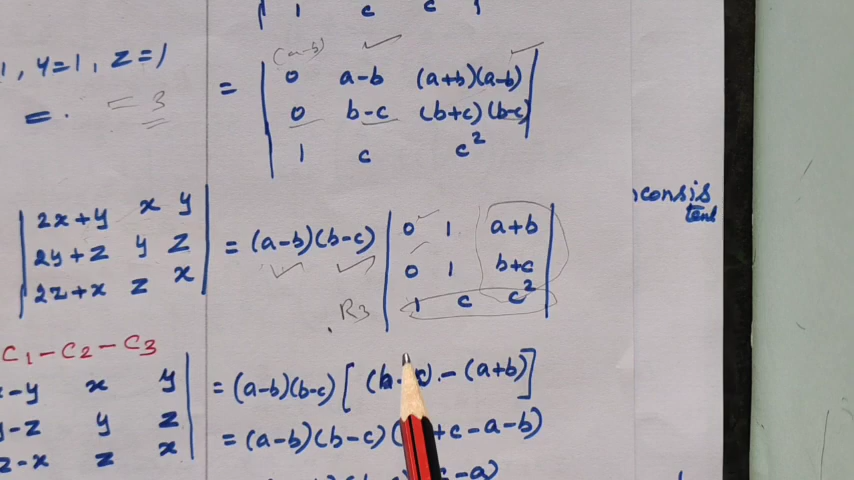 1 c c 1
1, y=1, z=1
= . = 3
(a-b)
= | 0 a-b (a+b)(a-b) |
| 0 b-c (b+c)(b-c) |
| 1 c c² |
consis
tent
| 2x+y x y |
| 2y+z y z |
| 2z+x z x |
= (a-b)(b-c) | 0 1 a+b |
| 0 1 b+c |
| 1 c c² |
R3
C1-C2-C3
-y x y |
-z y z |
z-x z x |
= (a-b)(b-c) [ (b c) - (a+b) ]
= (a-b)(b-c)( +c-a-b)
c-a)